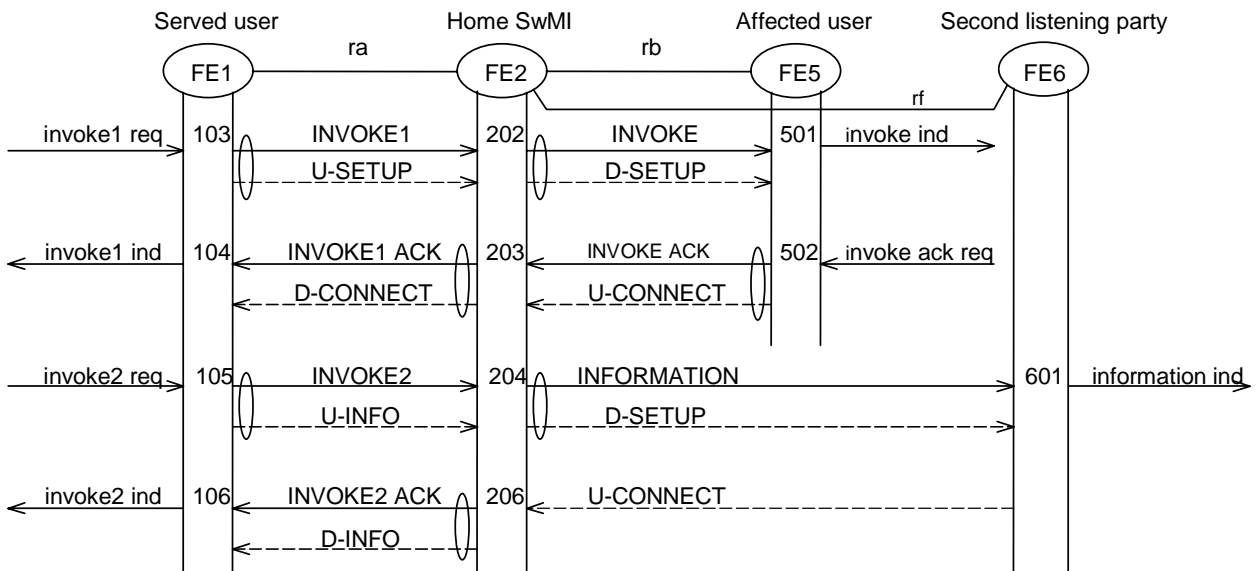 Served user Home SwMI Affected user Second listening party
ra rb
FE1 FE2 FE5 FE6
rf
invoke1 req 103 INVOKE1 202 INVOKE 501 invoke ind
U-SETUP D-SETUP
invoke1 ind 104 INVOKE1 ACK 203 INVOKE ACK 502 invoke ack req
D-CONNECT U-CONNECT
invoke2 req 105 INVOKE2 204 INFORMATION 601 information ind
U-INFO D-SETUP
invoke2 ind 106 INVOKE2 ACK 206 U-CONNECT
D-INFO